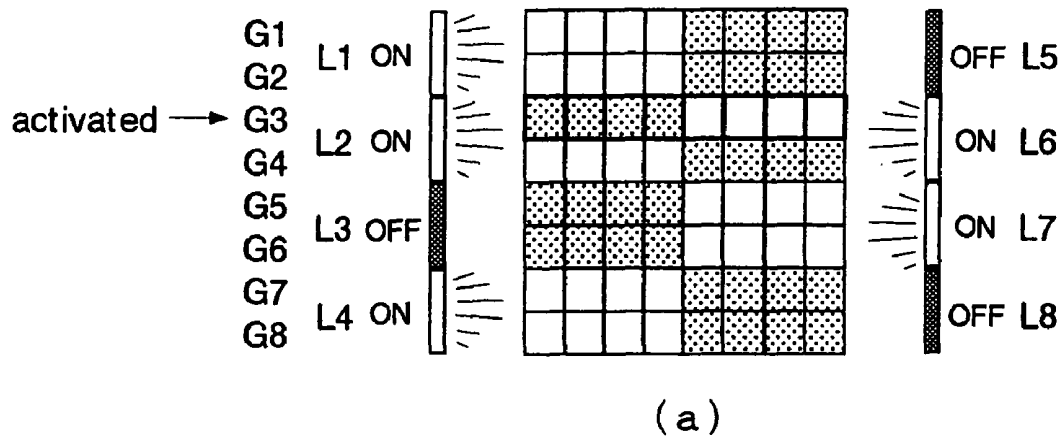 G1
L1 ON
OFF L5
G2
activated → G3
L2 ON
ON L6
G4
G5
L3 OFF
ON L7
G6
G7
L4 ON
OFF L8
G8
(a)